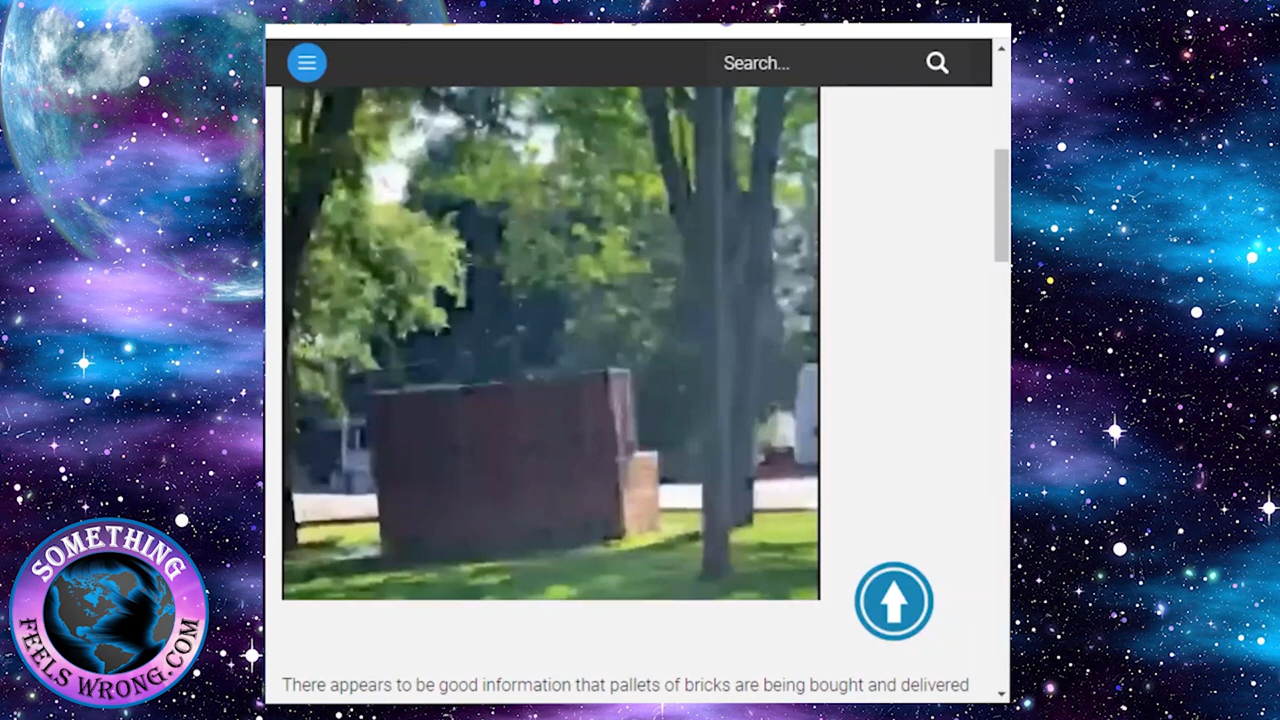 Search...
There appears to be good information that pallets of bricks are being bought and delivered
SOMETHING
FEELS WRONG.COM